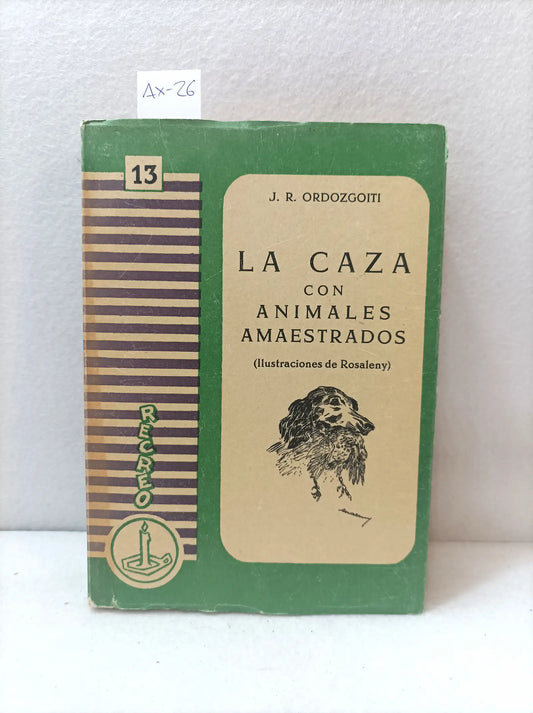 Ax-26
13
J. R. ORDOZGOITI
LA CAZA
CON
ANIMALES
AMAESTRADOS
(Ilustraciones de Rosaleny)
RECREO